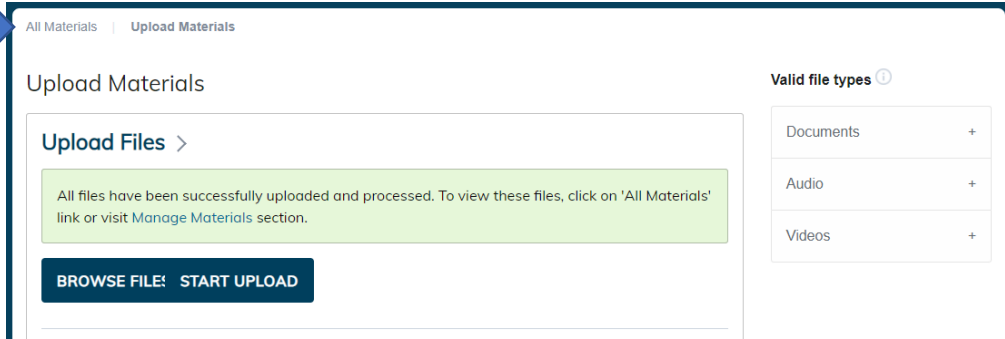 All Materials | Upload Materials
Upload Materials
Upload Files >
All files have been successfully uploaded and processed. To view these files, click on 'All Materials'
link or visit Manage Materials section.
BROWSE FILE START UPLOAD
Valid file types
Documents +
Audio +
Videos +